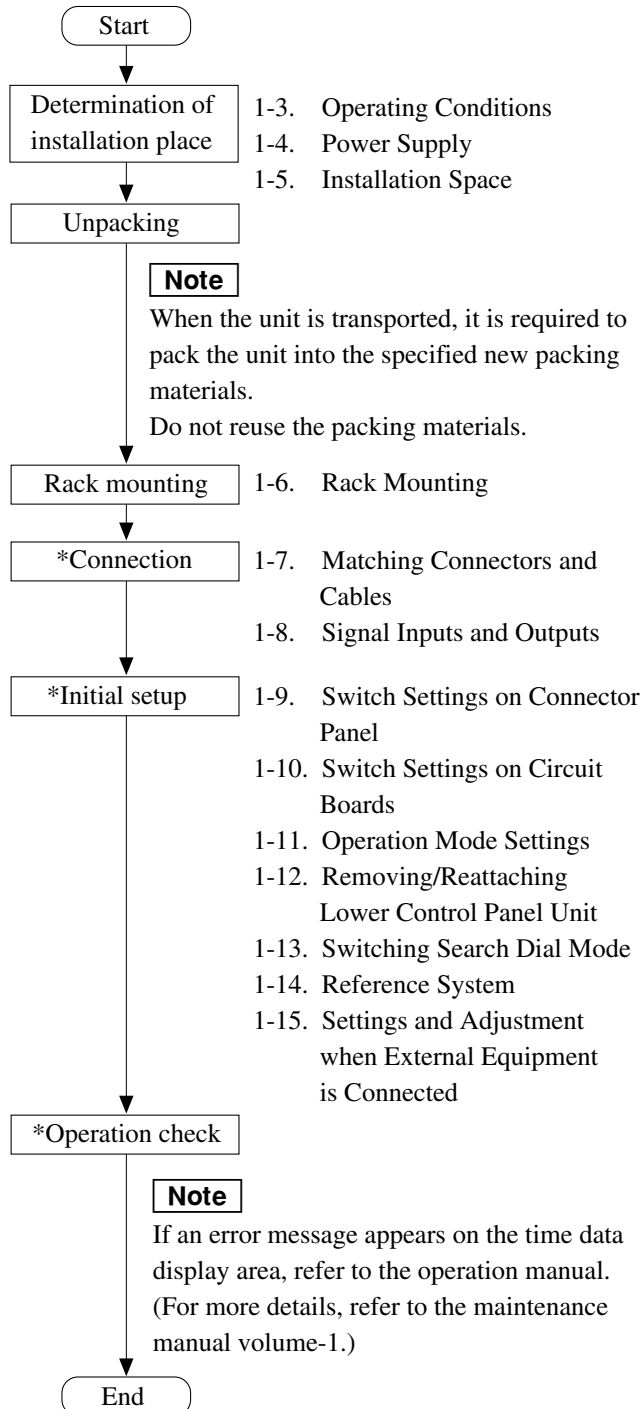 Start
Determination of
installation place
1-3. Operating Conditions
1-4. Power Supply
1-5. Installation Space
Unpacking
Note
When the unit is transported, it is required to
pack the unit into the specified new packing
materials.
Do not reuse the packing materials.
Rack mounting
1-6. Rack Mounting
*Connection
1-7. Matching Connectors and
Cables
1-8. Signal Inputs and Outputs
*Initial setup
1-9. Switch Settings on Connector
Panel
1-10. Switch Settings on Circuit
Boards
1-11. Operation Mode Settings
1-12. Removing/Reattaching
Lower Control Panel Unit
1-13. Switching Search Dial Mode
1-14. Reference System
1-15. Settings and Adjustment
when External Equipment
is Connected
*Operation check
Note
If an error message appears on the time data
display area, refer to the operation manual.
(For more details, refer to the maintenance
manual volume-1.)
End